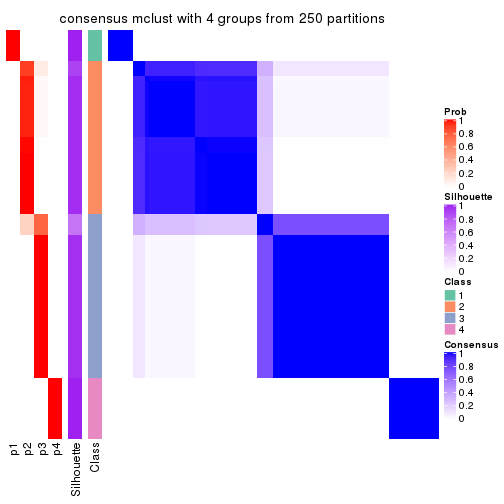 consensus mclust with 4 groups from 250 partitions
Prob
1
0.8
0.6
0.4
0.2
0
Silhouette
1
0.8
0.6
0.4
0.2
0
Class
1
2
3
4
Consensus
1
0.8
0.6
0.4
0.2
0
p1
p2
p3
p4
Silhouette
Class